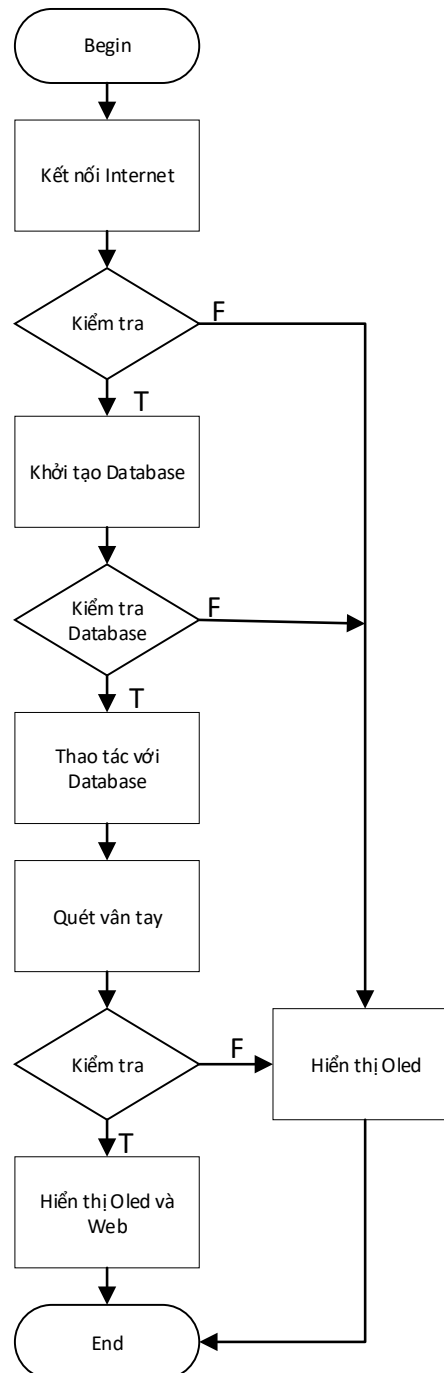 Begin
Kết nối Internet
Kiểm tra
F
T
Khởi tạo Database
Kiểm tra
Database
F
T
Thao tác với
Database
Quét vân tay
Kiểm tra
F
Hiển thị Oled
T
Hiển thị Oled và
Web
End